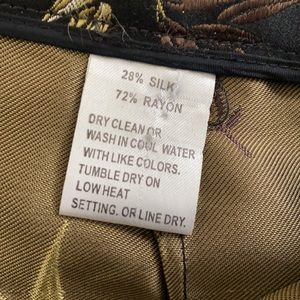 28% SILK
72% RAYON
DRY CLEAN OR
WASH IN COOL WATER
WITH LIKE COLORS.
TUMBLE DRY ON
LOW HEAT
SETTING. OR LINE DRY.